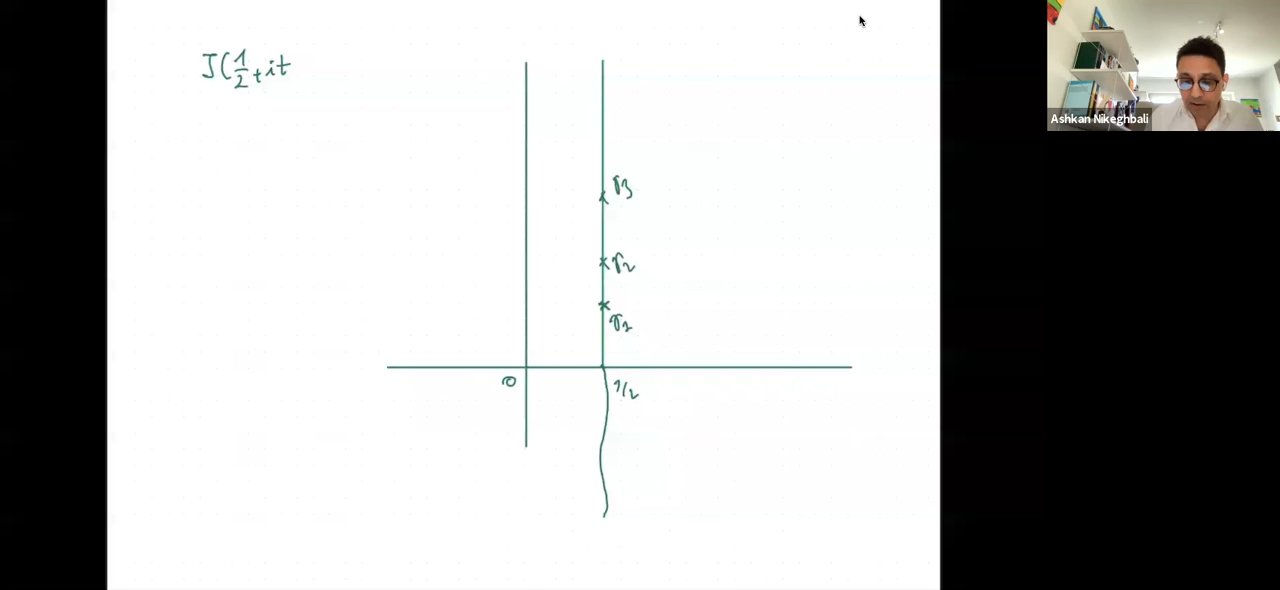 ζ(1/2+it
γ3
γ2
γ1
0
1/2
Ashkan Nikeghbali